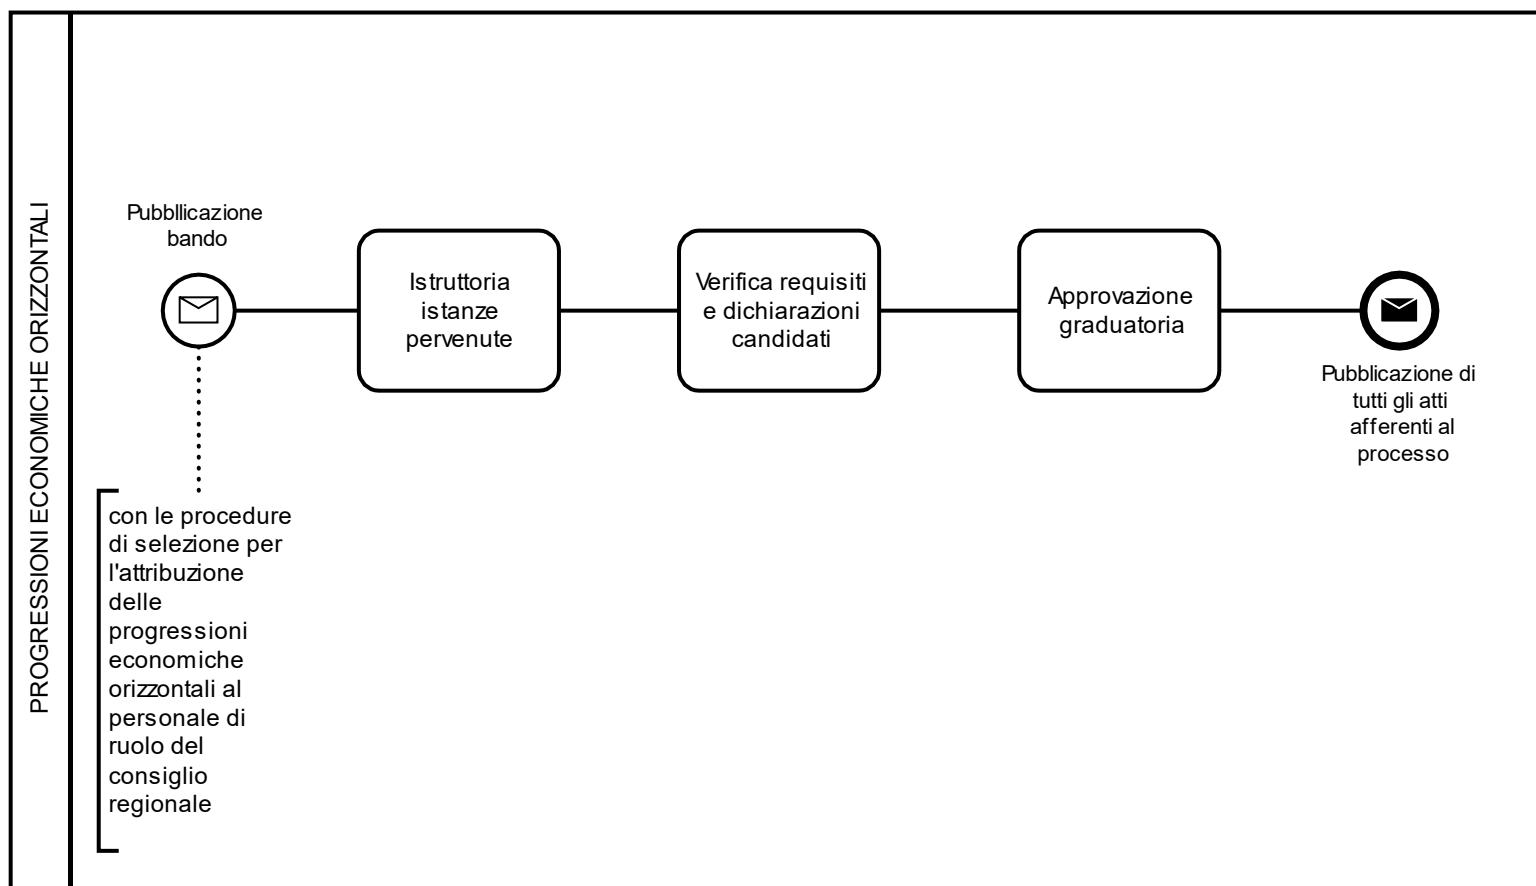 PROGRESSIONI ECONOMICHE ORIZZONTALI
Pubbllicazione
bando
Istruttoria
istanze
pervenute
Verifica requisiti
e dichiarazioni
candidati
Approvazione
graduatoria
Pubblicazione di
tutti gli atti
afferenti al
processo
con le procedure
di selezione per
l'attribuzione
delle
progressioni
economiche
orizzontali al
personale di
ruolo del
consiglio
regionale